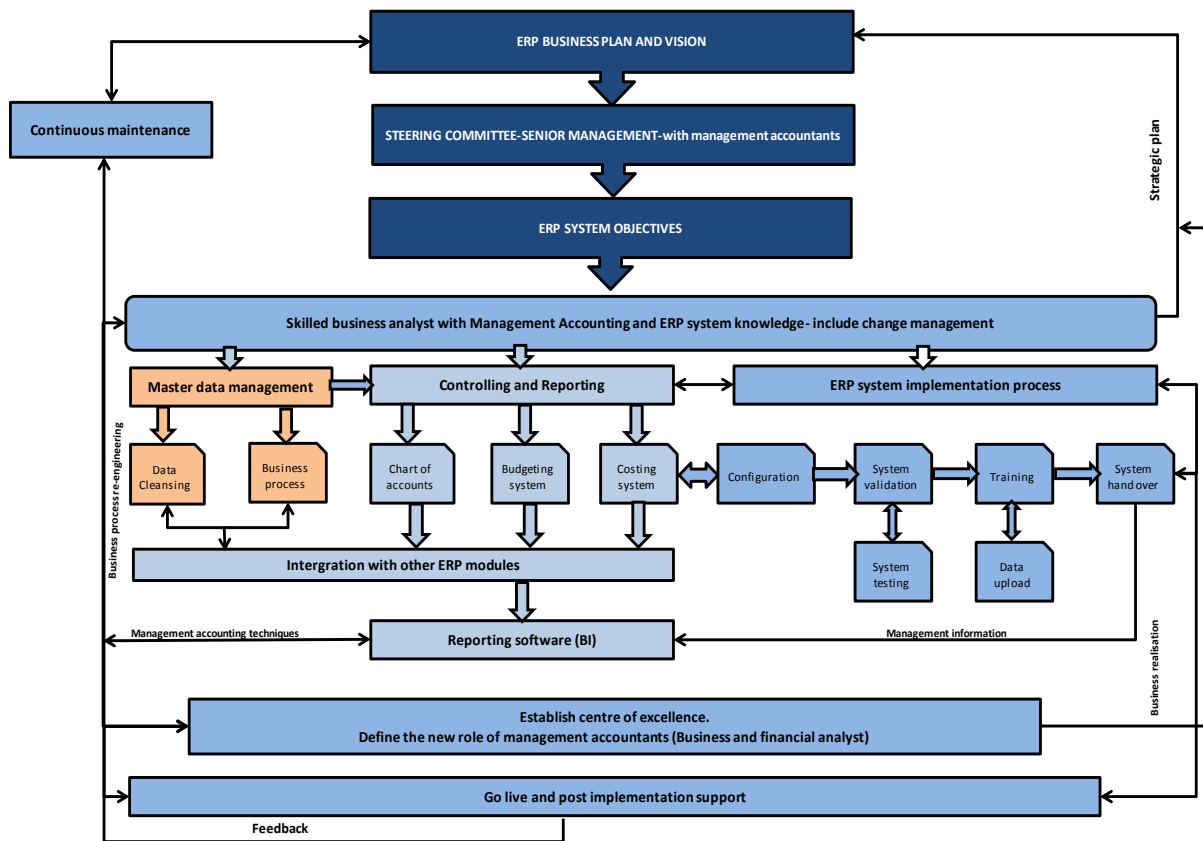 ERP BUSINESS PLAN AND VISION
Continuous maintenance
STEERING COMMITTEE-SENIOR MANAGEMENT-with management accountants
Strategic plan
ERP SYSTEM OBJECTIVES
Skilled business analyst with Management Accounting and ERP system knowledge- include change management
Master data management
Controlling and Reporting
ERP system implementation process
Business process re-engineering
Data
Cleansing
Business
process
Chart of
accounts
Budgeting
system
Costing
system
Configuration
System
validation
Training
System
hand over
Intergration with other ERP modules
System
testing
Data
upload
Management accounting techniques
Reporting software (BI)
Management information
Business realisation
Establish centre of excellence.
Define the new role of management accountants (Business and financial analyst)
Go live and post implementation support
Feedback